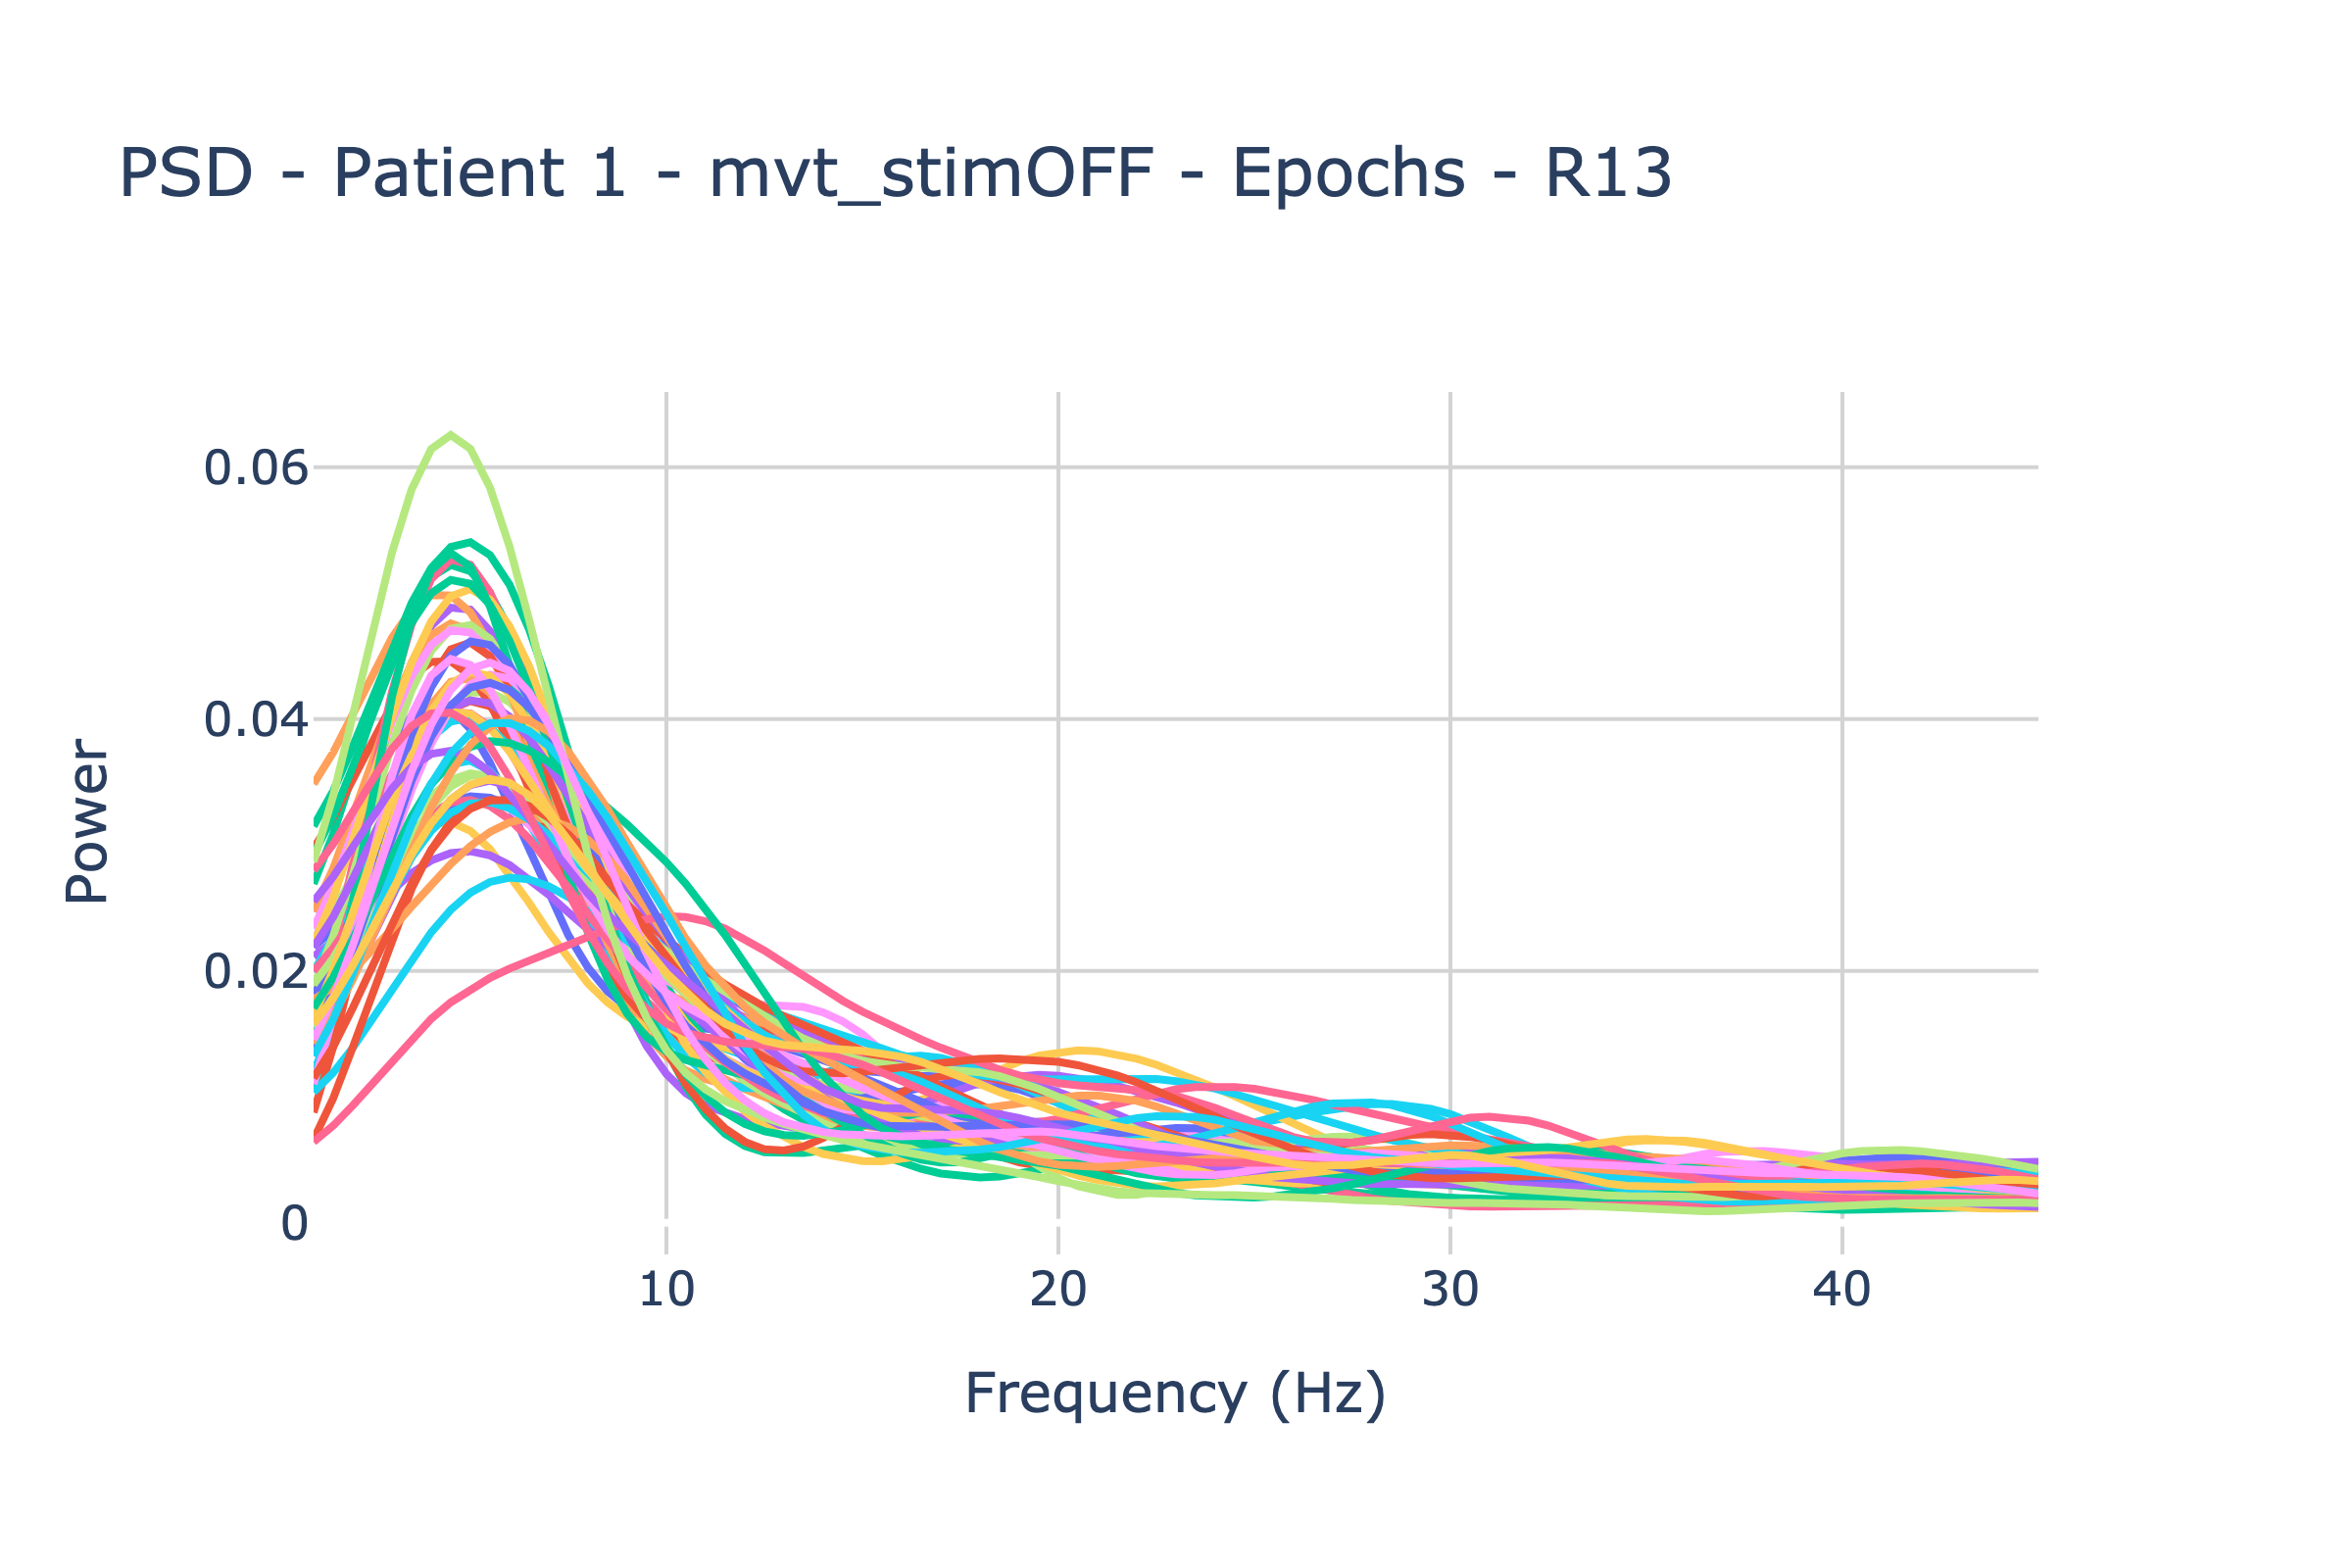 PSD - Patient 1 - mvt_stimOFF - Epochs - R13
0.06
0.04
0.02
0
Power
10 20 30 40
Frequency (Hz)